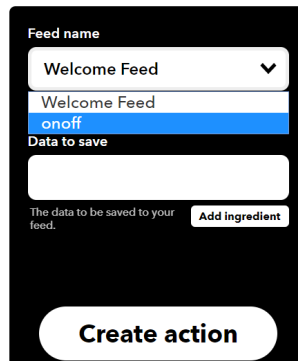 Feed name
Welcome Feed
Welcome Feed
onoff
Data to save
The data to be saved to your
feed.
Add ingredient
Create action